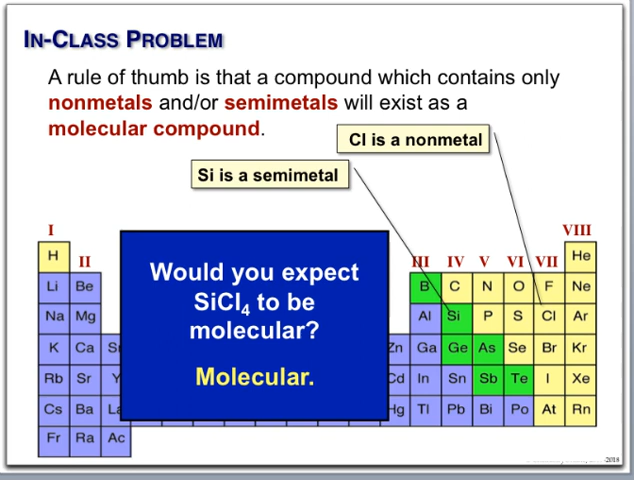 IN-CLASS PROBLEM
A rule of thumb is that a compound which contains only
nonmetals and/or semimetals will exist as a
molecular compound.
Cl is a nonmetal
Si is a semimetal
I VIII
H He
II III IV V VI VII
Li Be B C N O F Ne
Na Mg Al Si P S Cl Ar
K Ca Zn Ga Ge As Se Br Kr
Rb Sr Y Cd In Sn Sb Te I Xe
Cs Ba La Hg Tl Pb Bi Po At Rn
Fr Ra Ac
Would you expect
SiCl4 to be
molecular?
Molecular.